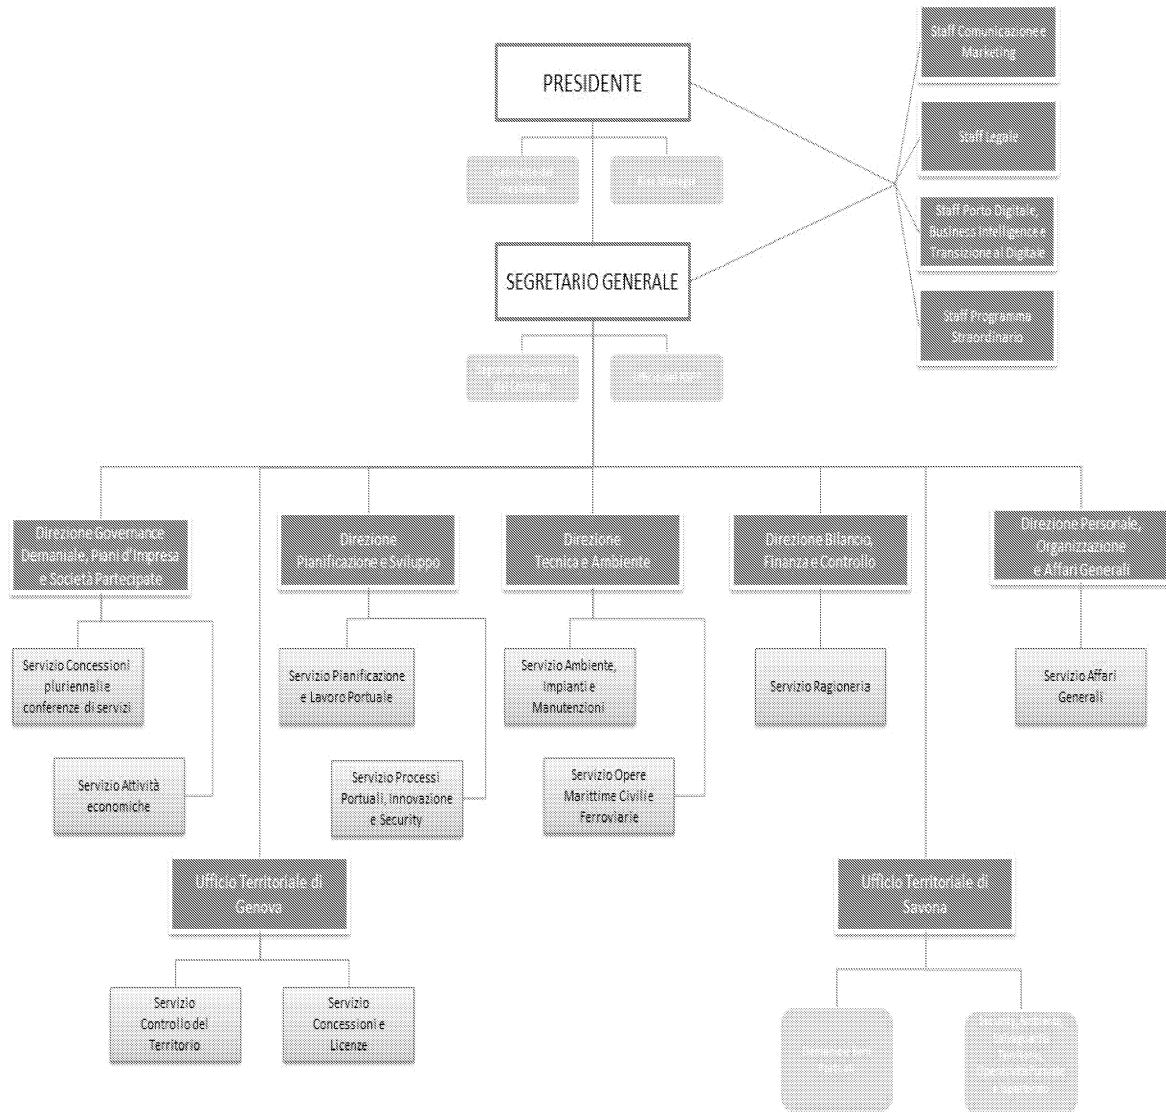 PRESIDENTE
Staff Comunicazione e
Marketing
Staff Legale
Staff Porto Digitale,
Business Intelligence e
Transizione al Digitale
Staff Programma
Straordinario
SEGRETARIO GENERALE
Direzione Governance
Demaniale, Piani d'Impresa
e Società Partecipate
Direzione
Pianificazione e Sviluppo
Direzione
Tecnica e Ambiente
Direzione Bilancio,
Finanza e Controllo
Direzione Personale,
Organizzazione
e Affari Generali
Servizio Concessioni
pluriennali e
conferenze di servizi
Servizio Pianificazione
e Lavoro Portuale
Servizio Ambiente,
Impianti e
Manutenzioni
Servizio Ragioneria
Servizio Affari
Generali
Servizio Attività
economiche
Servizio Processi
Portuali, Innovazione
e Security
Servizio Opere
Marittime Civili e
Ferroviarie
Ufficio Territoriale di
Genova
Ufficio Territoriale di
Savona
Servizio
Controllo del
Territorio
Servizio
Concessioni e
Licenze